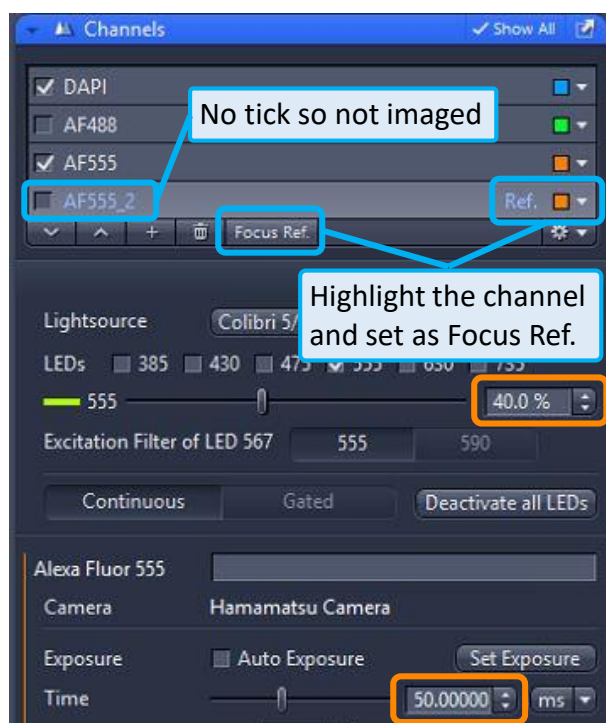 Channels Show All
DAPI
No tick so not imaged
AF488
AF555
AF555_2 Ref.
Focus Ref.
Highlight the channel
and set as Focus Ref.
Lightsource Colibri 5/
LEDs 385 430 475 555 630 735
555 40.0 %
Excitation Filter of LED 567 555 590
Continuous Gated Deactivate all LEDs
Alexa Fluor 555
Camera Hamamatsu Camera
Exposure Auto Exposure Set Exposure
Time 50.00000 ms